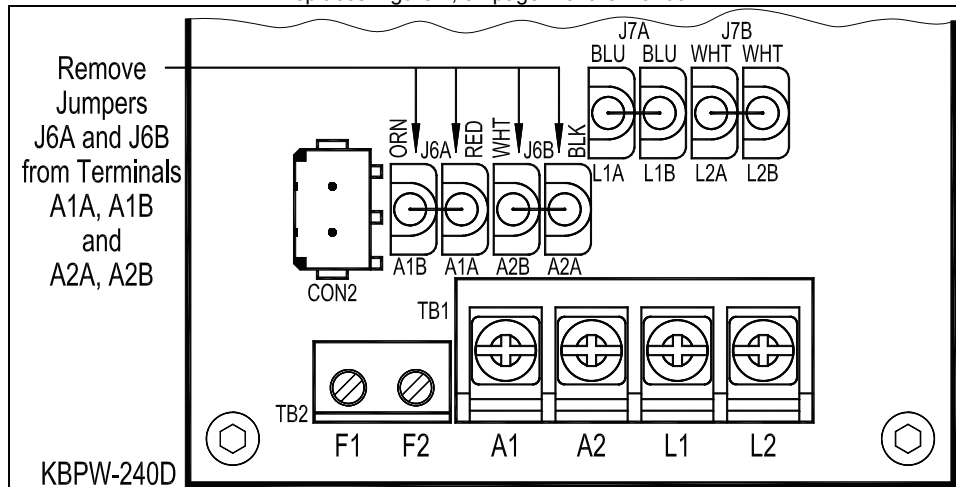 Remove
Jumpers
J6A and J6B
from Terminals
A1A, A1B
and
A2A, A2B
J7A J7B
BLU BLU WHT WHT
L1A L1B L2A L2B
ORN J6A RED WHT J6B BLK
A1B A1A A2B A2A
CON2
TB1
TB2
F1 F2 A1 A2 L1 L2
KBPW-240D